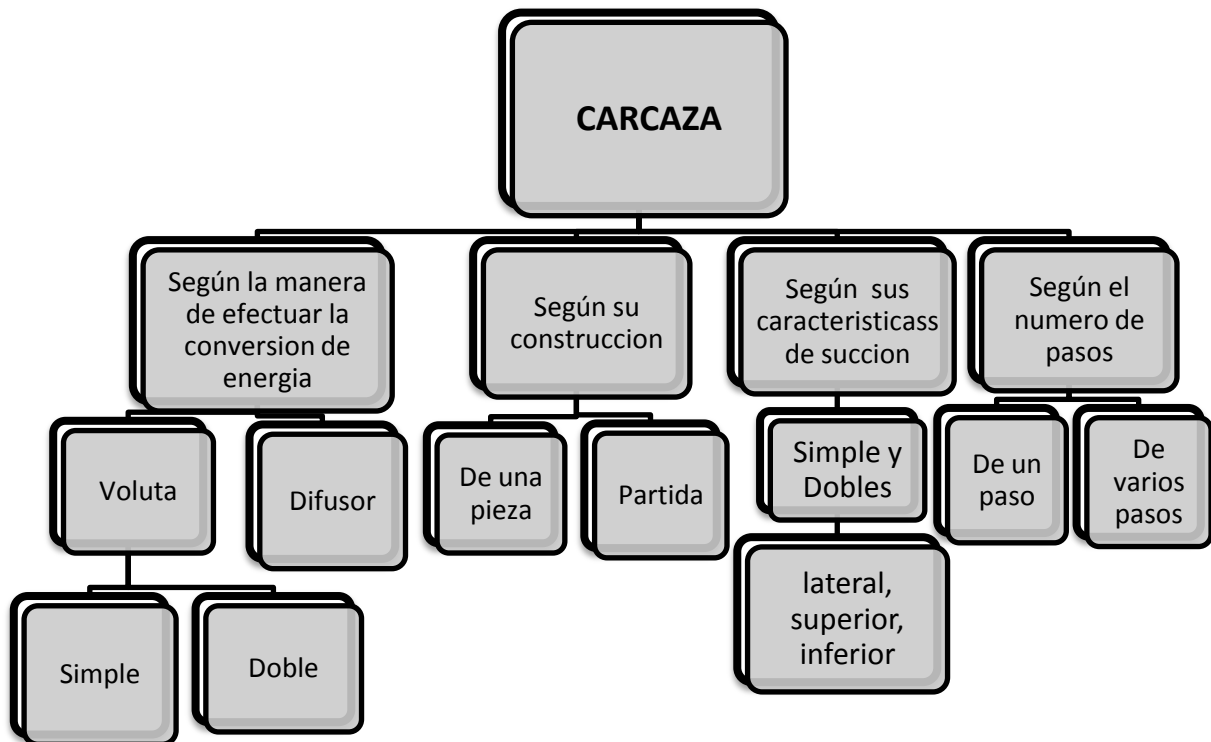 CARCAZA
Según la manera
de efectuar la
conversion de
energia
Según su
construccion
Según sus
caracteristicass
de succion
Según el
numero de
pasos
Voluta
Difusor
De una
pieza
Partida
Simple y
Dobles
De un
paso
De
varios
pasos
Simple
Doble
lateral,
superior,
inferior